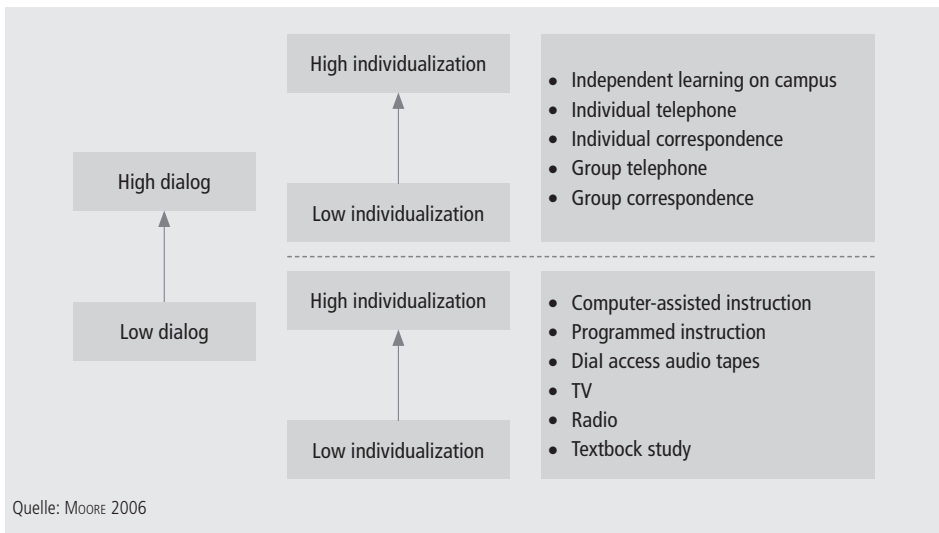 High individualization
• Independent learning on campus
• Individual telephone
• Individual correspondence
• Group telephone
• Group correspondence
High dialog
Low individualization
High individualization
• Computer-assisted instruction
• Programmed instruction
• Dial access audio tapes
• TV
• Radio
• Textbock study
Low dialog
Low individualization
Quelle: Moore 2006